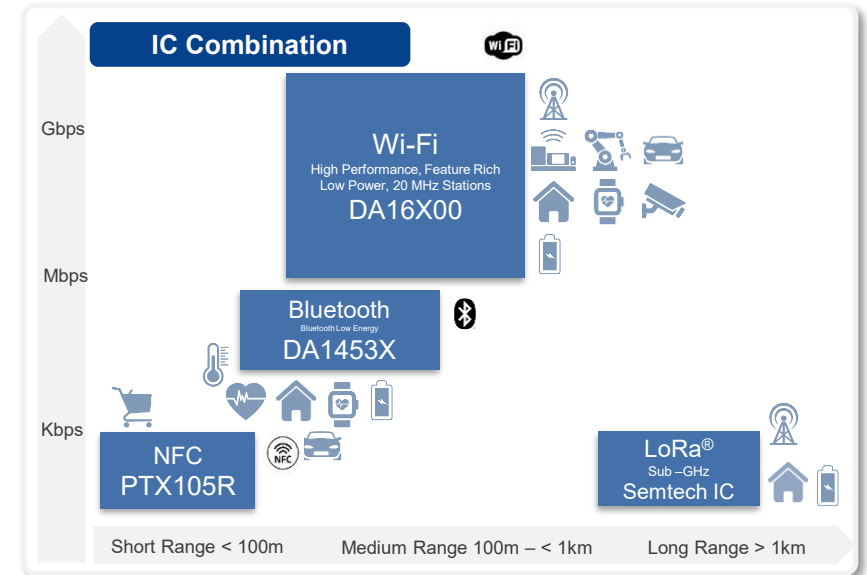 IC Combination
Wi Fi
Gbps
Wi-Fi
High Performance, Feature Rich
Low Power, 20 MHz Stations
DA16X00
Mbps
Bluetooth
Bluetooth Low Energy
DA1453X
Kbps
NFC
PTX105R
NFC
LoRa®
Sub –GHz
Semtech IC
Short Range < 100m
Medium Range 100m – < 1km
Long Range > 1km